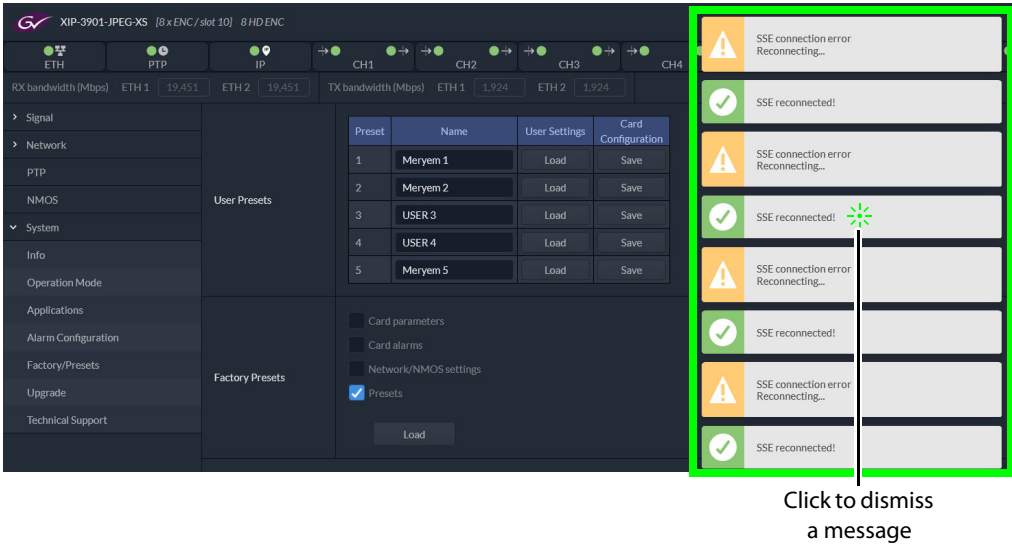 GV XIP-3901-JPEG-XS [8 x ENC / slot 10] 8 HD ENC
ETH PTP IP CH1 CH2 CH3 CH4
RX bandwidth (Mbps) ETH 1 19,451 ETH 2 19,451 TX bandwidth (Mbps) ETH 1 1,924 ETH 2 1,924
Signal
Network
PTP
NMOS
System
Info
Operation Mode
Applications
Alarm Configuration
Factory/Presets
Upgrade
Technical Support
User Presets
Preset Name User Settings Card Configuration
1 Meryem 1 Load Save
2 Meryem 2 Load Save
3 USER 3 Load Save
4 USER 4 Load Save
5 Meryem 5 Load Save
Factory Presets
Card parameters
Card alarms
Network/NMOS settings
Presets
Load
SSE connection error
Reconnecting...
SSE reconnected!
SSE connection error
Reconnecting...
SSE reconnected!
SSE connection error
Reconnecting...
SSE reconnected!
SSE connection error
Reconnecting...
SSE reconnected!
Click to dismiss
a message